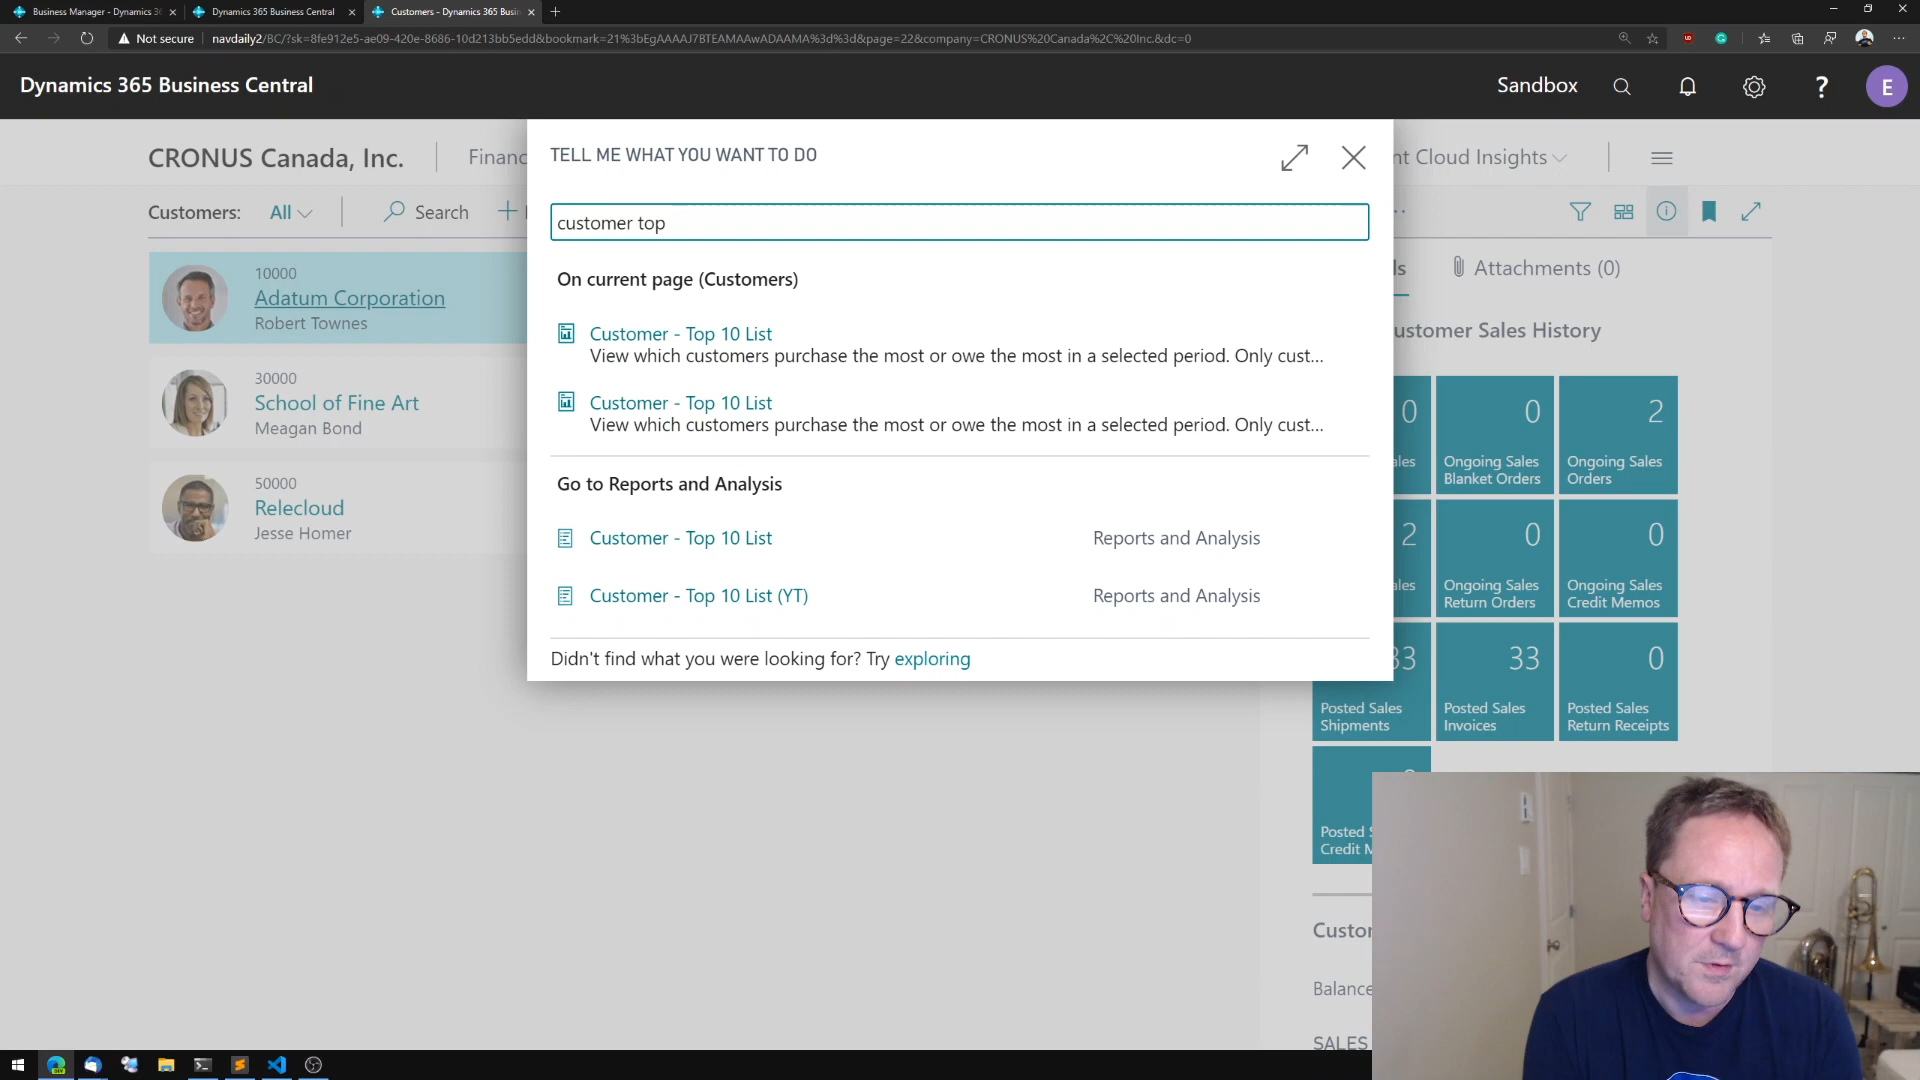 Business Manager - Dynamics 36
Dynamics 365 Business Central
Customers - Dynamics 365 Busin
Not secure
navdaily2/BC/?sk=8fe912e5-ae09-420e-8686-10d213bb5edd&bookmark=21%3bEgAAAAJ7BTEAMAAwADAAMA%3d%3d&page=22&company=CRONUS%20Canada%2C%20Inc.&dc=0
Dynamics 365 Business Central
Sandbox
?
E
CRONUS Canada, Inc.
Financ
nt Cloud Insights
TELL ME WHAT YOU WANT TO DO
customer top
Customers:
All
Search
10000
Adatum Corporation
Robert Townes
30000
School of Fine Art
Meagan Bond
50000
Relecloud
Jesse Homer
On current page (Customers)
Customer - Top 10 List
View which customers purchase the most or owe the most in a selected period. Only cust...
Customer - Top 10 List
View which customers purchase the most or owe the most in a selected period. Only cust...
Go to Reports and Analysis
Customer - Top 10 List
Reports and Analysis
Customer - Top 10 List (YT)
Reports and Analysis
Didn't find what you were looking for? Try exploring
ls
Attachments (0)
ustomer Sales History
0
ales
0
Ongoing Sales
Blanket Orders
2
Ongoing Sales
Orders
2
ales
0
Ongoing Sales
Return Orders
0
Ongoing Sales
Credit Memos
33
Posted Sales
Shipments
33
Posted Sales
Invoices
0
Posted Sales
Return Receipts
Posted S
Credit M
Custor
Balance
SALES